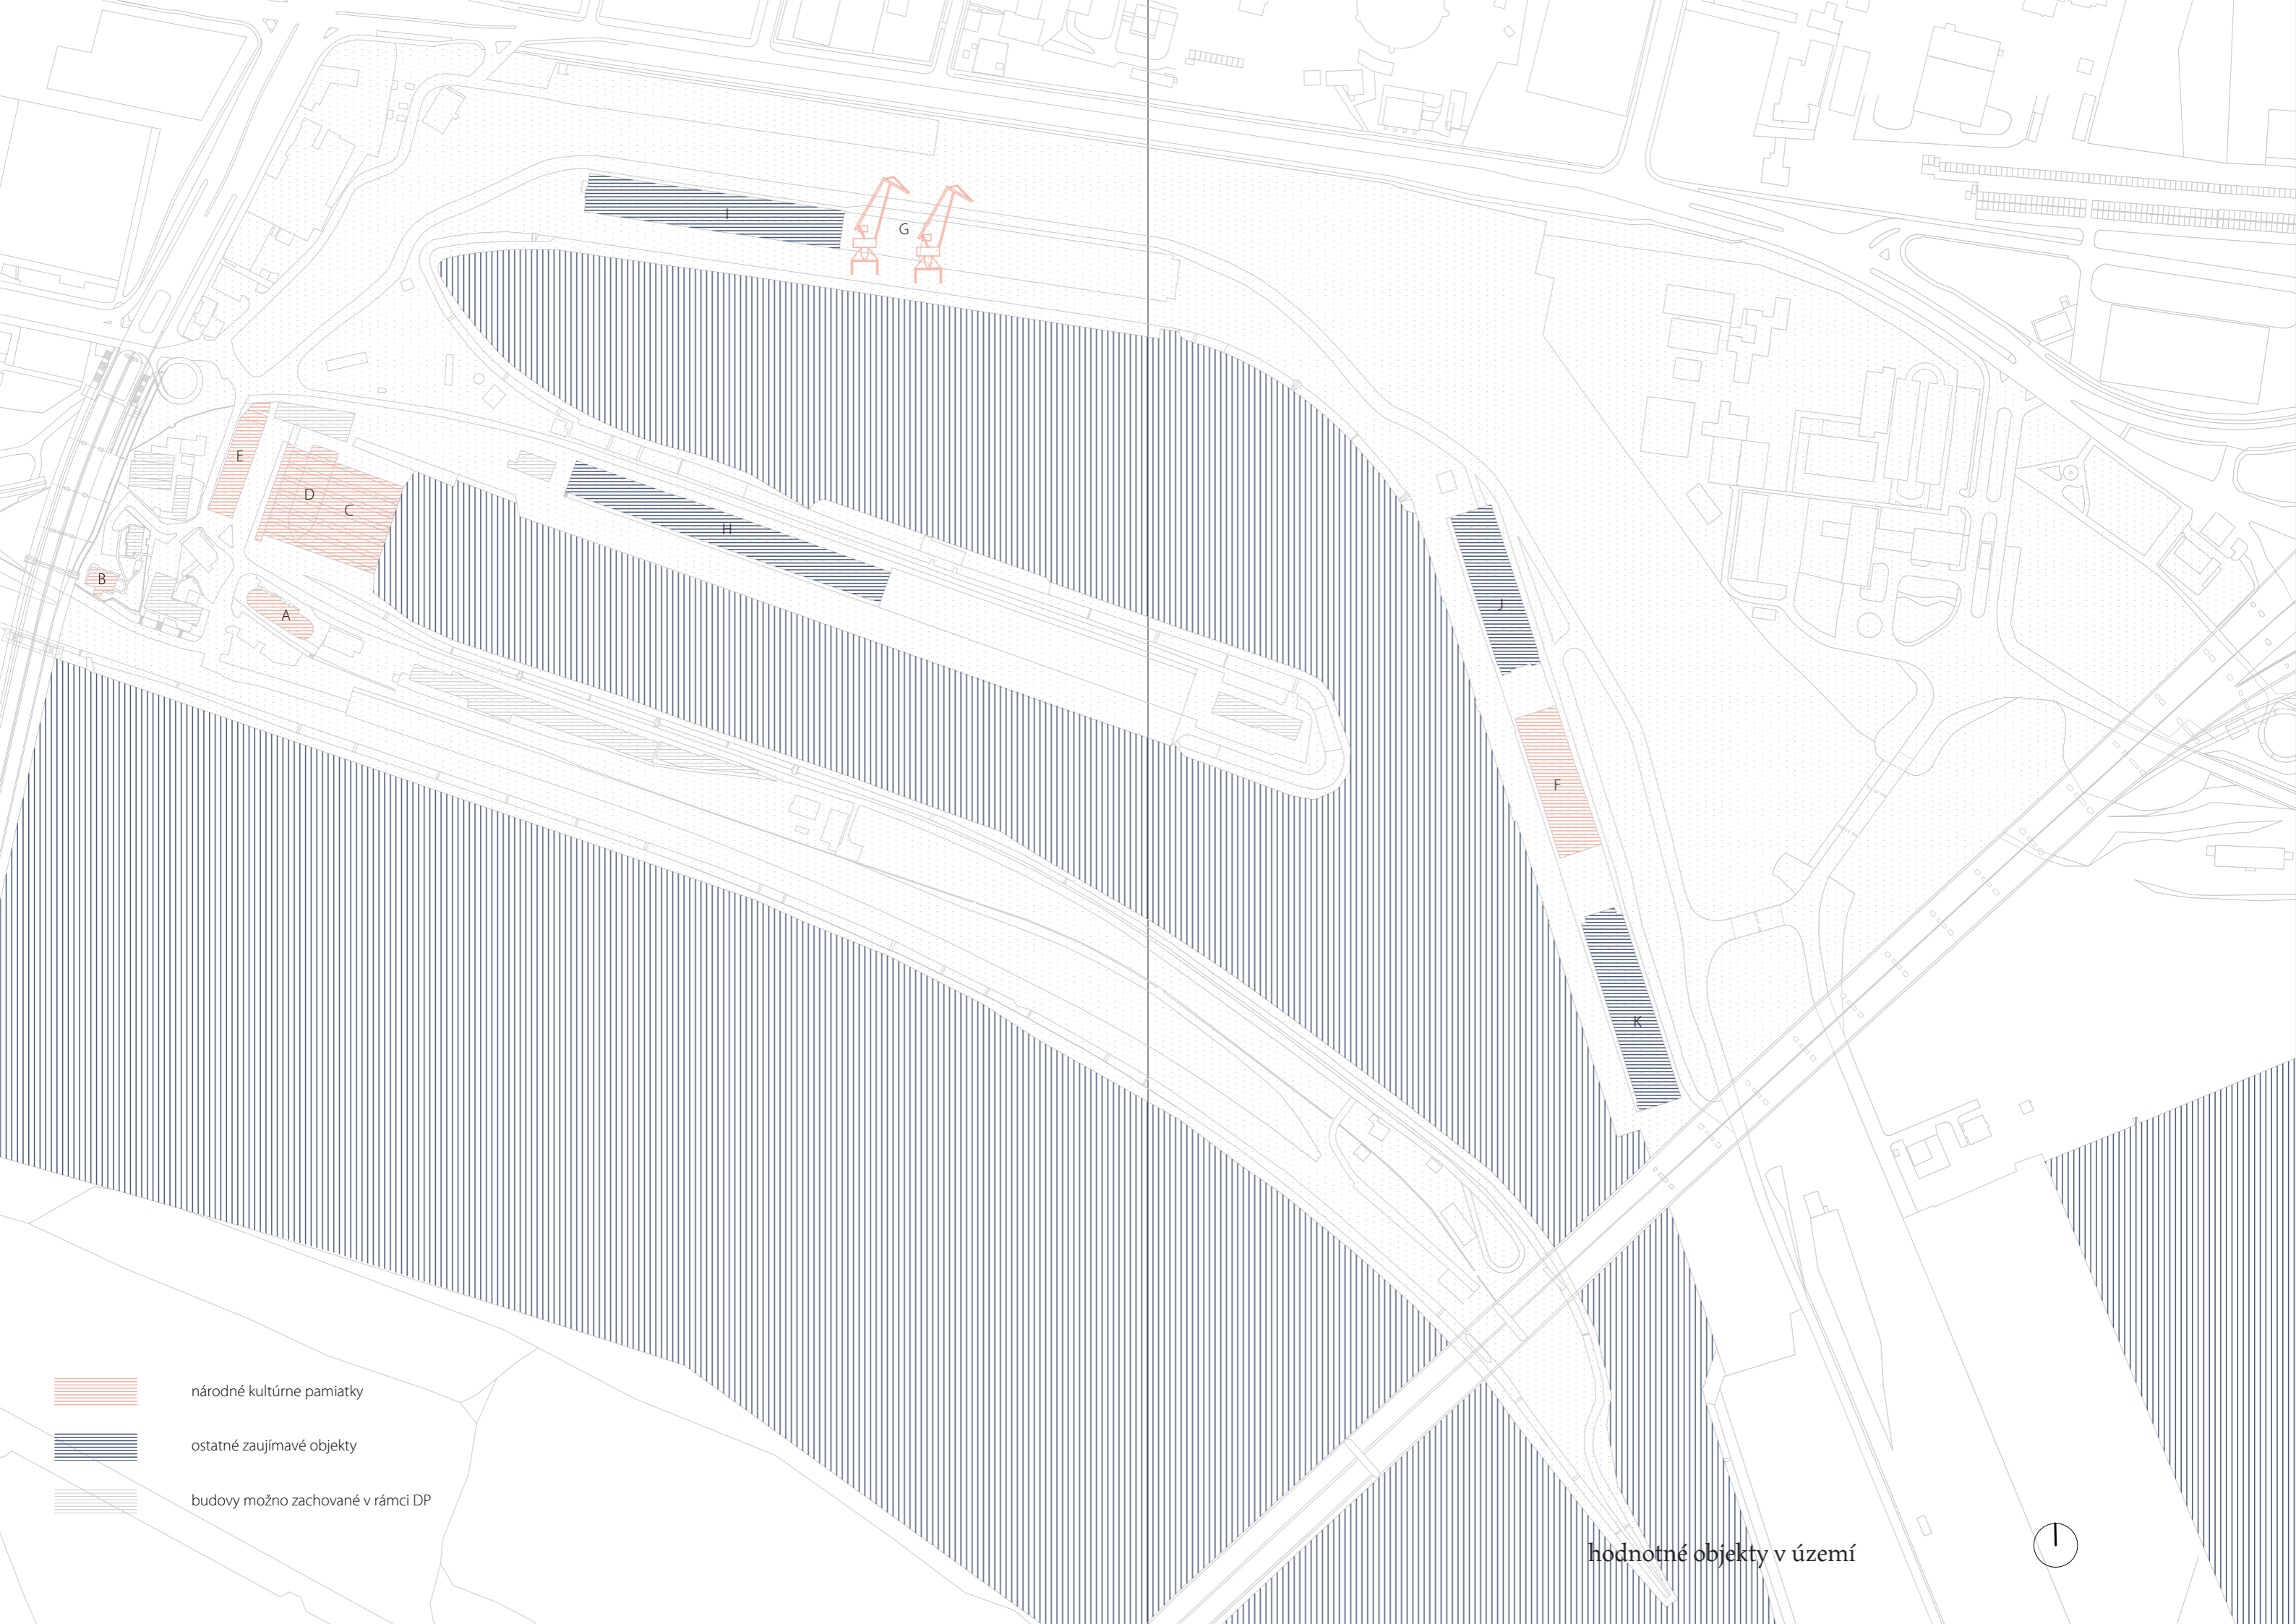 I
G
E
D
C
H
B
A
J
F
K
národné kultúrne pamiatky
ostatné zaujímavé objekty
budovy možno zachované v rámci DP
hodnotné objekty v území